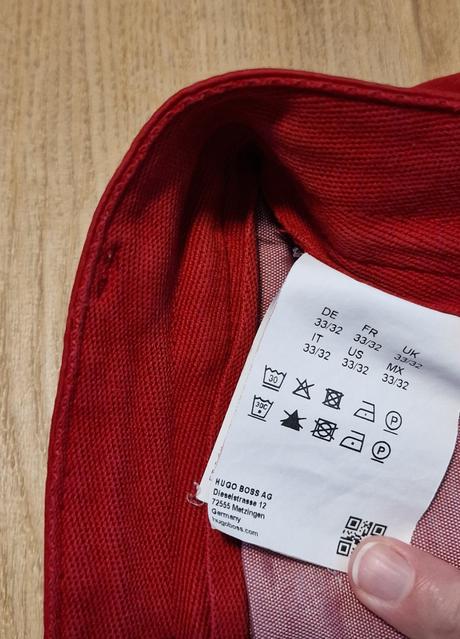 DE FR UK
33/32 33/32 33/32
IT US MX
33/32 33/32 33/32
30 P
30C P
HUGO BOSS AG
Dieselstrasse 12
72555 Metzingen
Germany
hugoboss.com